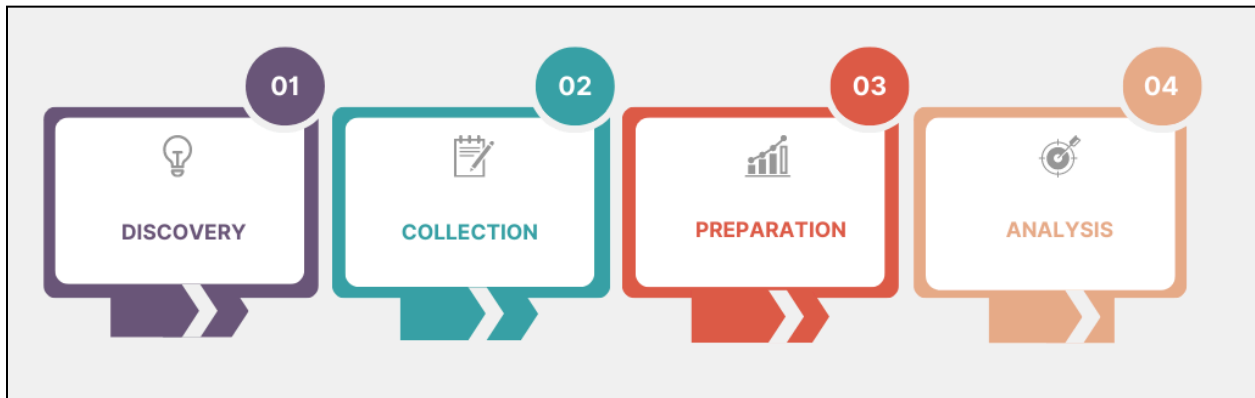 01
DISCOVERY
02
COLLECTION
03
PREPARATION
04
ANALYSIS